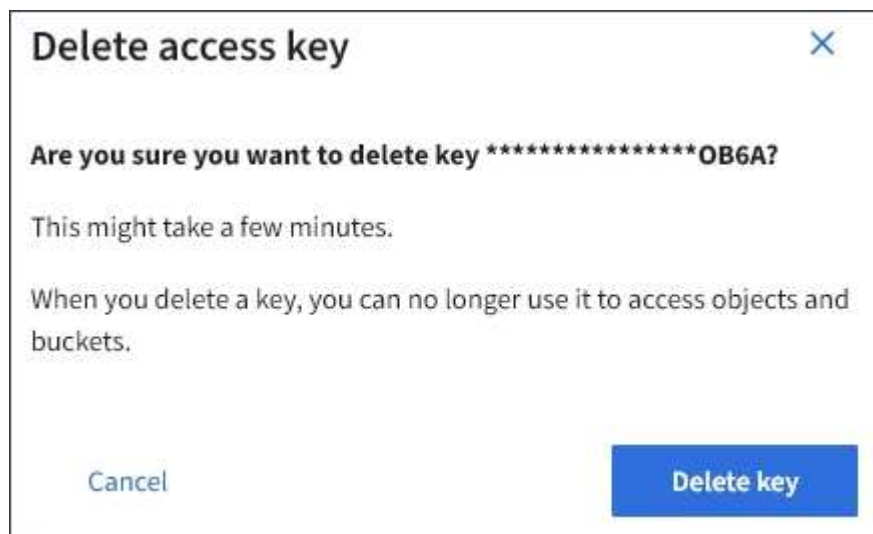 Delete access key
Are you sure you want to delete key ****************OB6A?
This might take a few minutes.
When you delete a key, you can no longer use it to access objects and
buckets.
Cancel
Delete key